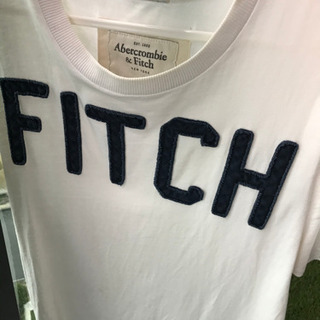 EST. 1892
Abercrombie
& Fitch
NEW YORK
FITCH